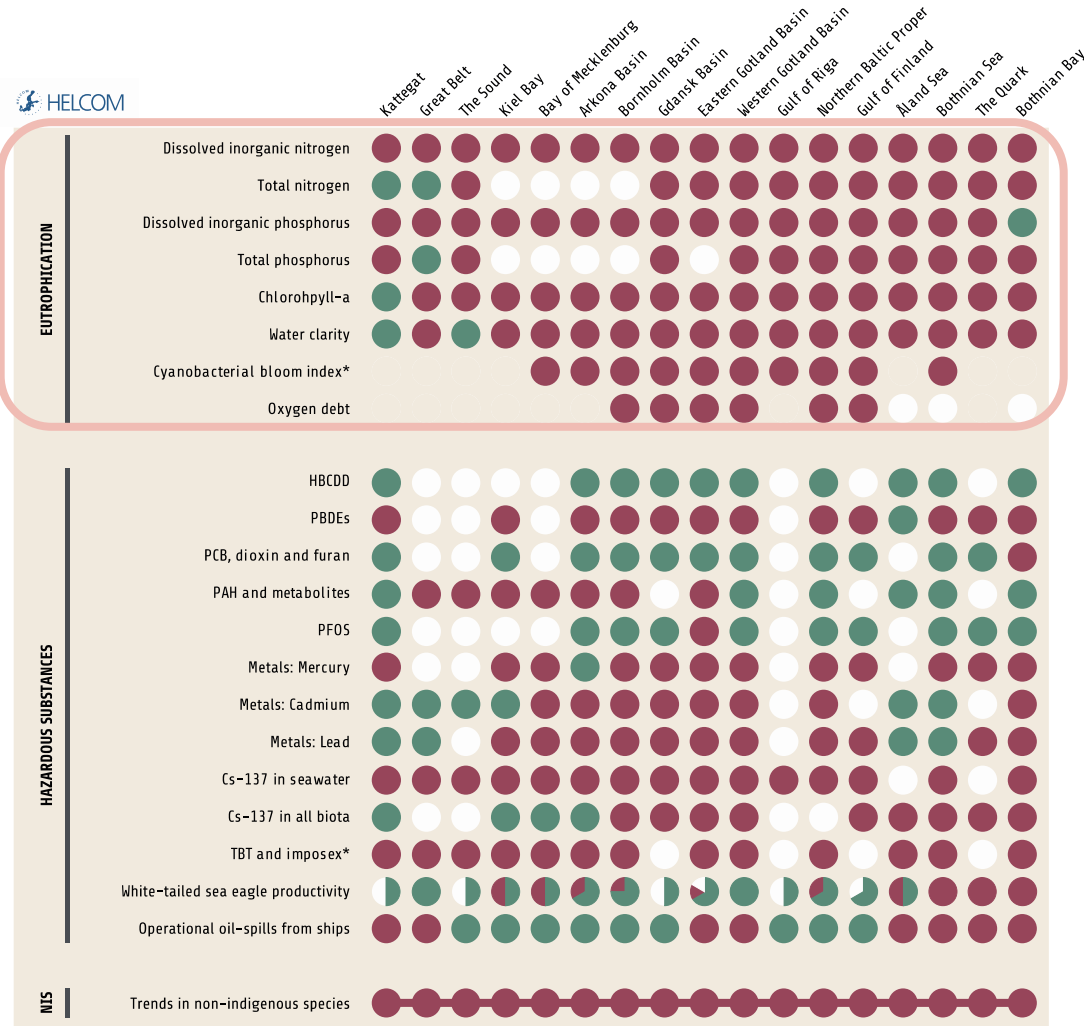 HELCOM
Kattegat
Great Belt
The Sound
Kiel Bay
Bay of Mecklenburg
Arkona Basin
Bornholm Basin
Gdansk Basin
Eastern Gotland Basin
Western Gotland Basin
Gulf of Riga
Northern Baltic Proper
Gulf of Finland
Åland Sea
Bothnian Sea
The Quark
Bothnian Bay
EUTROPHICATION
Dissolved inorganic nitrogen
Total nitrogen
Dissolved inorganic phosphorus
Total phosphorus
Chlorohpyll-a
Water clarity
Cyanobacterial bloom index*
Oxygen debt
HAZARDOUS SUBSTANCES
HBCDD
PBDEs
PCB, dioxin and furan
PAH and metabolites
PFOS
Metals: Mercury
Metals: Cadmium
Metals: Lead
Cs-137 in seawater
Cs-137 in all biota
TBT and imposex*
White-tailed sea eagle productivity
Operational oil-spills from ships
NIS
Trends in non-indigenous species